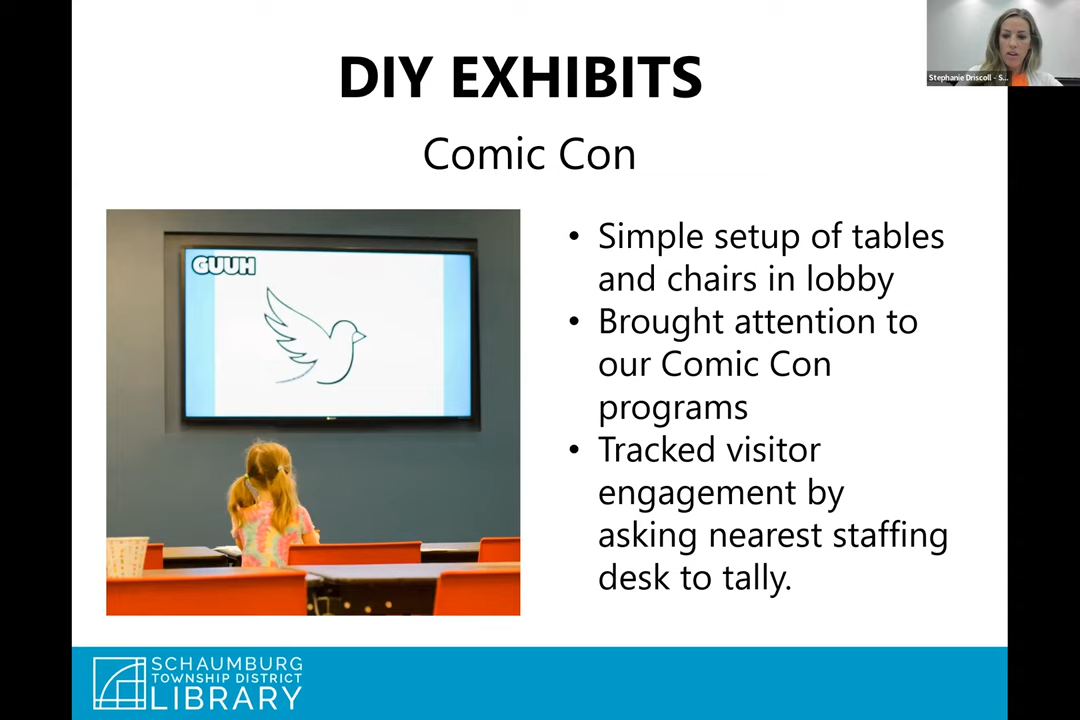 DIY EXHIBITS
Stephanie Driscoll - S...
Comic Con
GUUH
• Simple setup of tables
and chairs in lobby
• Brought attention to
our Comic Con
programs
• Tracked visitor
engagement by
asking nearest staffing
desk to tally.
SCHAUMBURG
TOWNSHIP DISTRICT
LIBRARY